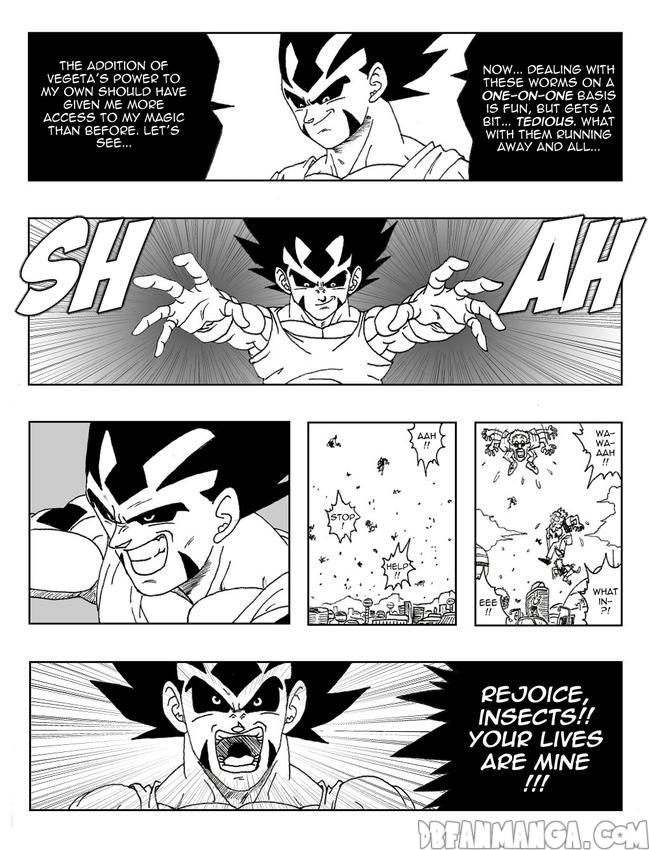 THE ADDITION OF
VEGETA'S POWER TO
MY OWN SHOULD HAVE
GIVEN ME MORE
ACCESS TO MY MAGIC
THAN BEFORE. LET'S
SEE...
NOW... DEALING WITH
THESE WORMS ON A
ONE-ON-ONE BASIS
IS FUN, BUT GETS A
BIT... TEDIOUS. WHAT
WITH THEM RUNNING
AWAY AND ALL...
SH AH
AAH
!!
STOP
!
HELP
!!
WA-
WA-
AAH
!!
EEE
!!
WHAT
IN-
?!
REJOICE,
INSECTS!!
YOUR LIVES
ARE MINE
!!!
DBFANMANGA.COM